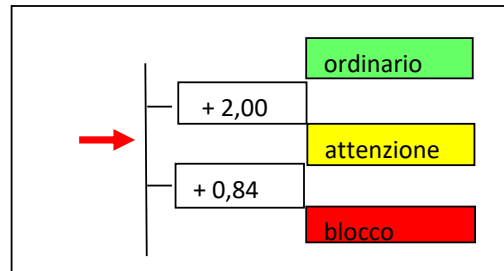 ordinario
+ 2,00
attenzione
+ 0,84
blocco